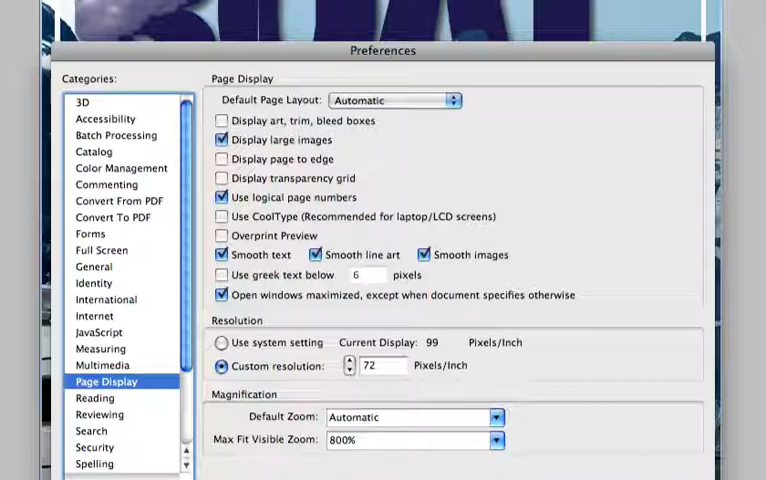 Preferences
Categories:
3D
Accessibility
Batch Processing
Catalog
Color Management
Commenting
Convert From PDF
Convert To PDF
Forms
Full Screen
General
Identity
International
Internet
JavaScript
Measuring
Multimedia
Page Display
Reading
Reviewing
Search
Security
Spelling
Page Display
Default Page Layout: Automatic
Display art, trim, bleed boxes
Display large images
Display page to edge
Display transparency grid
Use logical page numbers
Use CoolType (Recommended for laptop/LCD screens)
Overprint Preview
Smooth text Smooth line art Smooth images
Use greek text below 6 pixels
Open windows maximized, except when document specifies otherwise
Resolution
Use system setting Current Display: 99 Pixels/Inch
Custom resolution: 72 Pixels/Inch
Magnification
Default Zoom: Automatic
Max Fit Visible Zoom: 800%